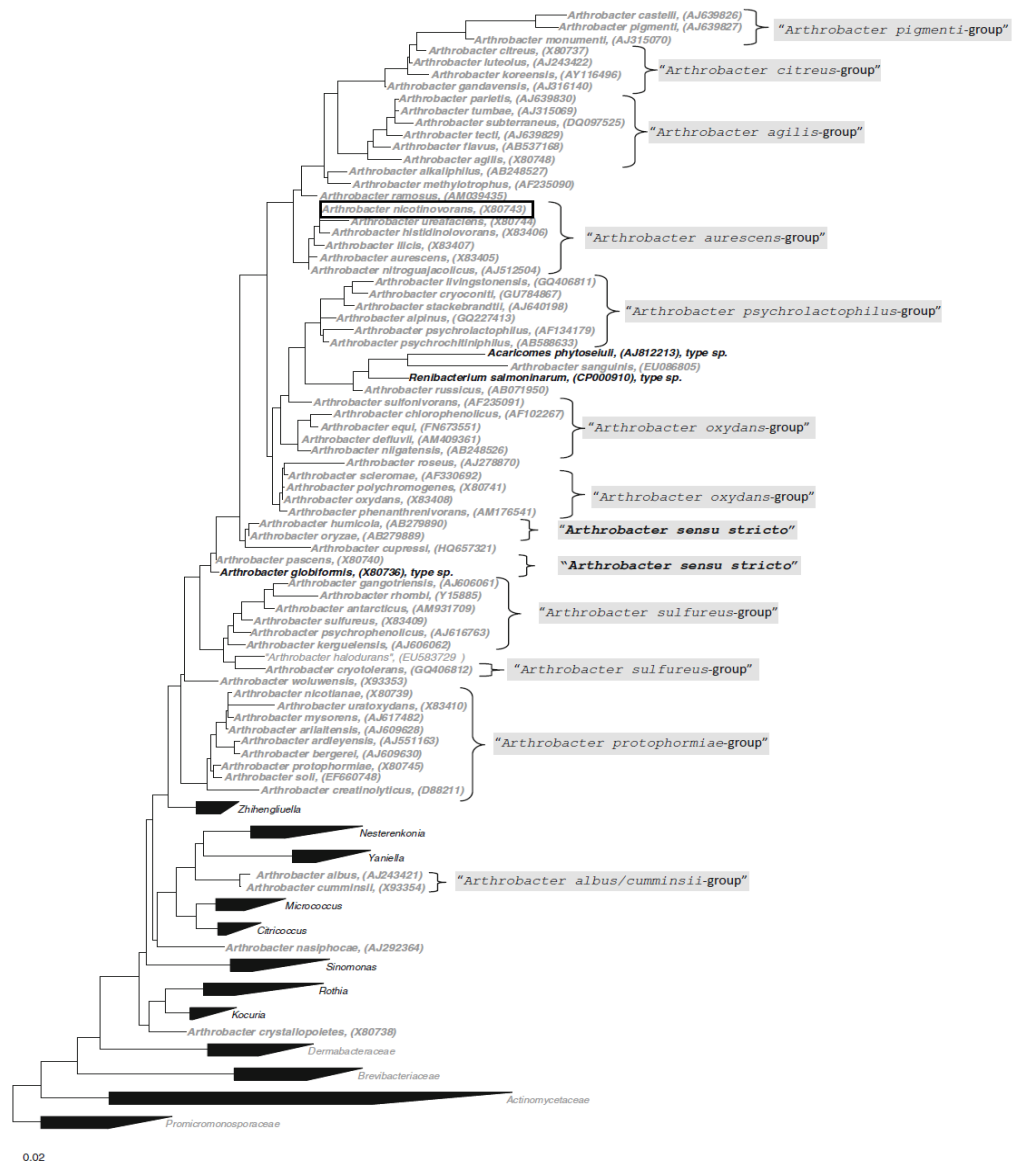 Arthrobacter castelli, (AJ639826)
Arthrobacter pigmenti, (AJ639827)
"Arthrobacter pigmenti-group"
Arthrobacter monumenti, (AJ315070)
Arthrobacter citreus, (X80737)
Arthrobacter luteolus, (AJ243422)
"Arthrobacter citreus-group"
Arthrobacter koreensis, (AY116496)
Arthrobacter gandavensis, (AJ316140)
Arthrobacter parietis, (AJ639830)
Arthrobacter tumbae, (AJ315069)
Arthrobacter subterraneus, (DQ097525)
"Arthrobacter agilis-group"
Arthrobacter tecti, (AJ639829)
Arthrobacter flavus, (AB537168)
Arthrobacter agilis, (X80748)
Arthrobacter alkaliphilus, (AB248527)
Arthrobacter methylotrophus, (AF235090)
Arthrobacter ramosus, (AM039435)
Arthrobacter nicotinovorans, (X80743)
Arthrobacter ureafaciens, (X80744)
Arthrobacter histidinolovorans, (X83406)
"Arthrobacter aurescens-group"
Arthrobacter ilicis, (X83407)
Arthrobacter aurescens, (X83405)
Arthrobacter nitroguajacolicus, (AJ512504)
Arthrobacter livingstonensis, (GQ406811)
Arthrobacter cryoconiti, (GU784867)
Arthrobacter stackebrandtii, (AJ640198)
"Arthrobacter psychrolactophilus-group"
Arthrobacter alpinus, (GQ227413)
Arthrobacter psychrolactophilus, (AF134179)
Arthrobacter psychrochitiniphilus, (AB588633)
Acaricomes phytoseiuli, (AJ812213), type sp.
Arthrobacter sanguinis, (EU086805)
Renibacterium salmoninarum, (CP000910), type sp.
Arthrobacter russicus, (AB071950)
Arthrobacter sulfonivorans, (AF235091)
Arthrobacter chlorophenolicus, (AF102267)
Arthrobacter equi, (FN673551)
"Arthrobacter oxydans-group"
Arthrobacter defluvii, (AM409361)
Arthrobacter niigatensis, (AB248526)
Arthrobacter roseus, (AJ278870)
Arthrobacter scleromae, (AF330692)
Arthrobacter polychromogenes, (X80741)
"Arthrobacter oxydans-group"
Arthrobacter oxydans, (X83408)
Arthrobacter phenanthrenivorans, (AM176541)
Arthrobacter humicola, (AB279890)
"Arthrobacter sensu stricto"
Arthrobacter oryzae, (AB279889)
Arthrobacter cupressi, (HQ657321)
Arthrobacter pascens, (X80740)
"Arthrobacter sensu stricto"
Arthrobacter globiformis, (X80736), type sp.
Arthrobacter gangotriensis, (AJ606061)
Arthrobacter rhombi, (Y15885)
Arthrobacter antarcticus, (AM931709)
"Arthrobacter sulfureus-group"
Arthrobacter sulfureus, (X83409)
Arthrobacter psychrophenolicus, (AJ616763)
Arthrobacter kerguelensis, (AJ606062)
"Arthrobacter halodurans", (EU583729 )
Arthrobacter cryotolerans, (GQ406812)
"Arthrobacter sulfureus-group"
Arthrobacter woluwensis, (X93353)
Arthrobacter nicotianae, (X80739)
Arthrobacter uratoxydans, (X83410)
Arthrobacter mysorens, (AJ617482)
Arthrobacter arilaitensis, (AJ609628)
Arthrobacter ardleyensis, (AJ551163)
"Arthrobacter protophormiae-group"
Arthrobacter bergerei, (AJ609630)
Arthrobacter protophormiae, (X80745)
Arthrobacter soli, (EF660748)
Arthrobacter creatinolyticus, (D88211)
Zhihengliuella
Nesterenkonia
Yaniella
Arthrobacter albus, (AJ243421)
"Arthrobacter albus/cumminsii-group"
Arthrobacter cumminsii, (X93354)
Micrococcus
Citricoccus
Arthrobacter nasiphocae, (AJ292364)
Sinomonas
Rothia
Kocuria
Arthrobacter crystallopoietes, (X80738)
Dermabacteraceae
Brevibacteriaceae
Actinomycetaceae
Promicromonosporaceae
0.02